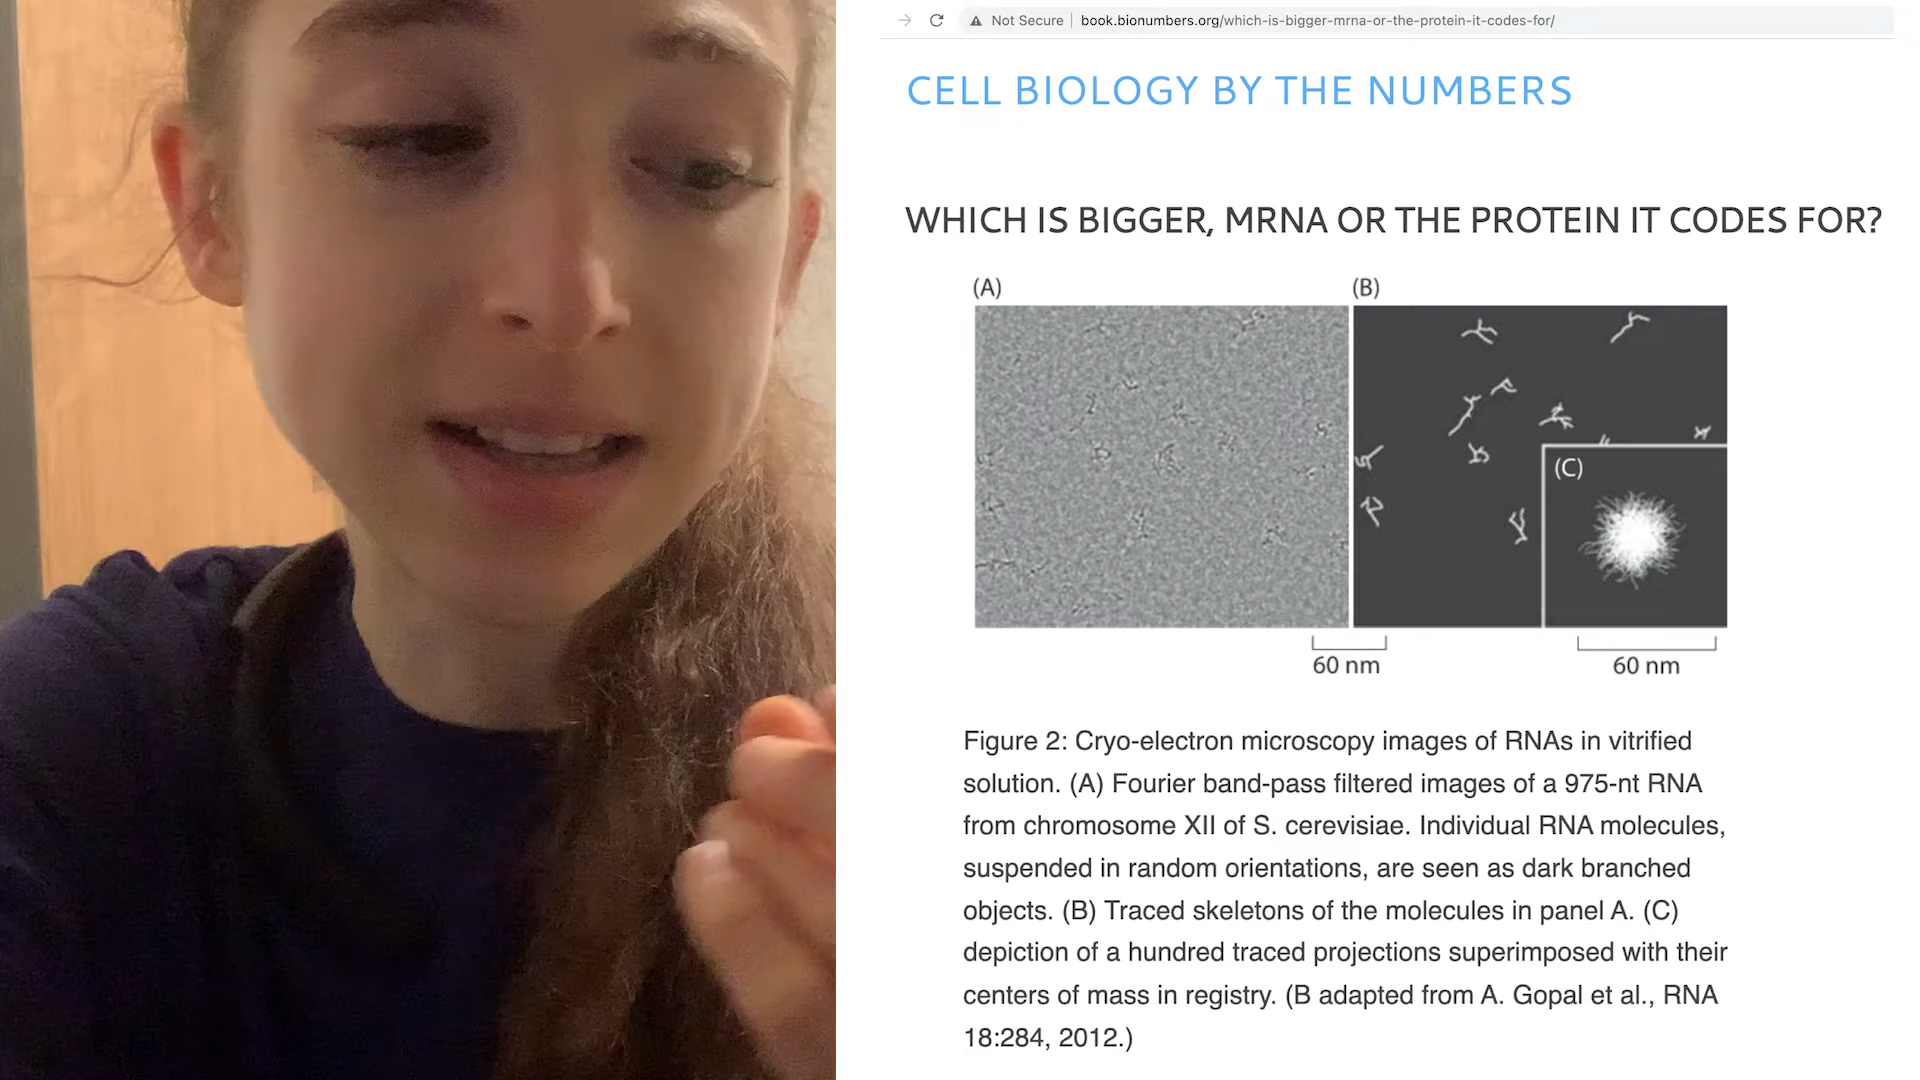 Not Secure | book.bionumbers.org/which-is-bigger-mrna-or-the-protein-it-codes-for/
CELL BIOLOGY BY THE NUMBERS
WHICH IS BIGGER, MRNA OR THE PROTEIN IT CODES FOR?
(A)
(B)
(C)
60 nm
60 nm
Figure 2: Cryo-electron microscopy images of RNAs in vitrified
solution. (A) Fourier band-pass filtered images of a 975-nt RNA
from chromosome XII of S. cerevisiae. Individual RNA molecules,
suspended in random orientations, are seen as dark branched
objects. (B) Traced skeletons of the molecules in panel A. (C)
depiction of a hundred traced projections superimposed with their
centers of mass in registry. (B adapted from A. Gopal et al., RNA
18:284, 2012.)